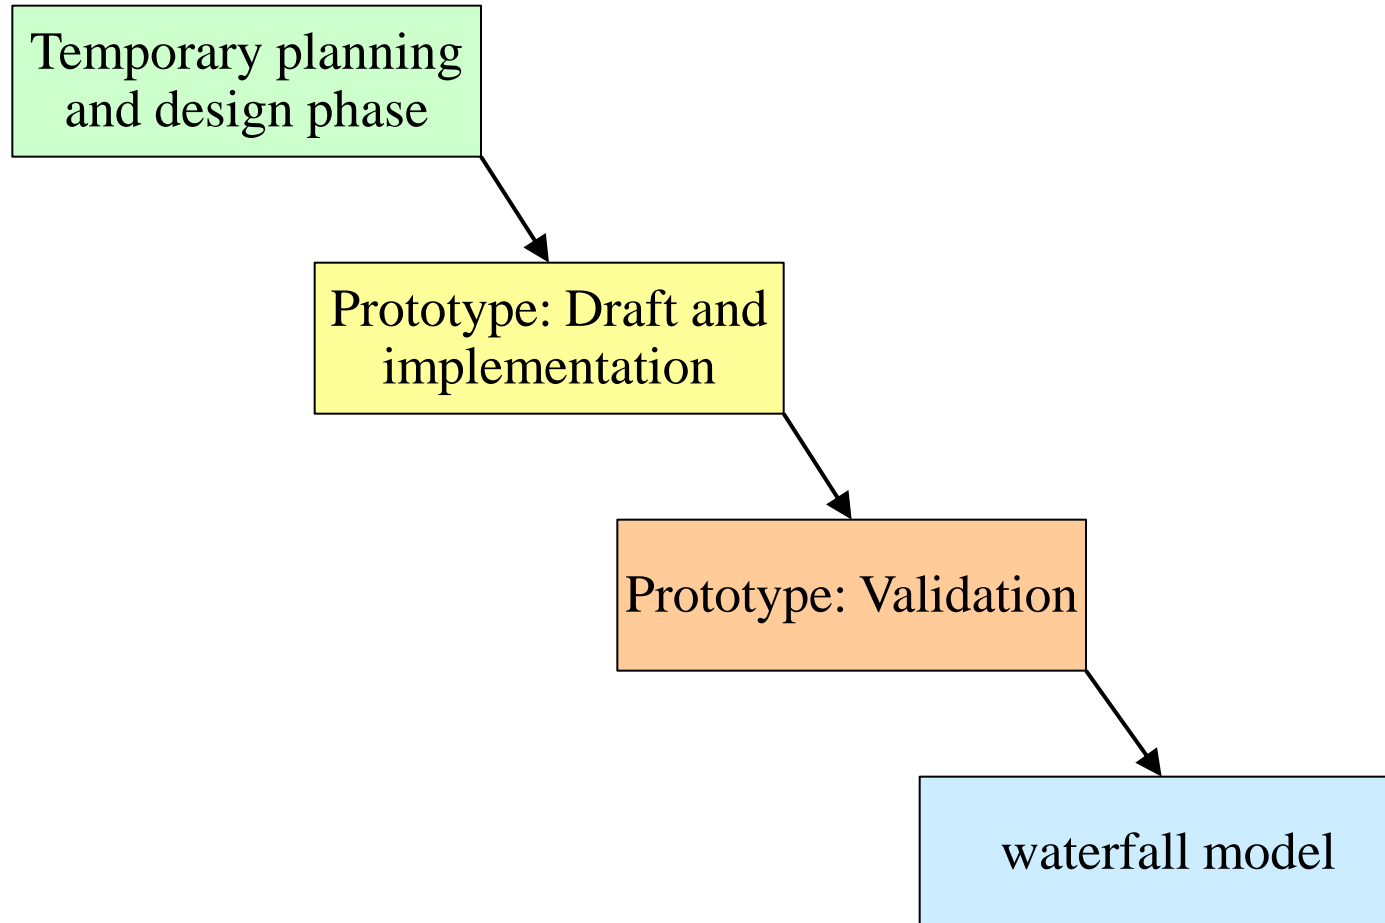 Temporary planning
and design phase
Prototype: Draft and
implementation
Prototype: Validation
waterfall model